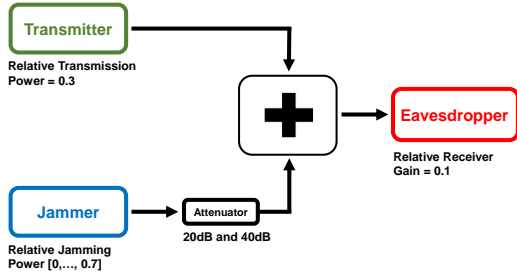 Transmitter
Relative Transmission
Power = 0.3
Eavesdropper
Relative Receiver
Gain = 0.1
Jammer
Attenuator
20dB and 40dB
Relative Jamming
Power [0,..., 0.7]